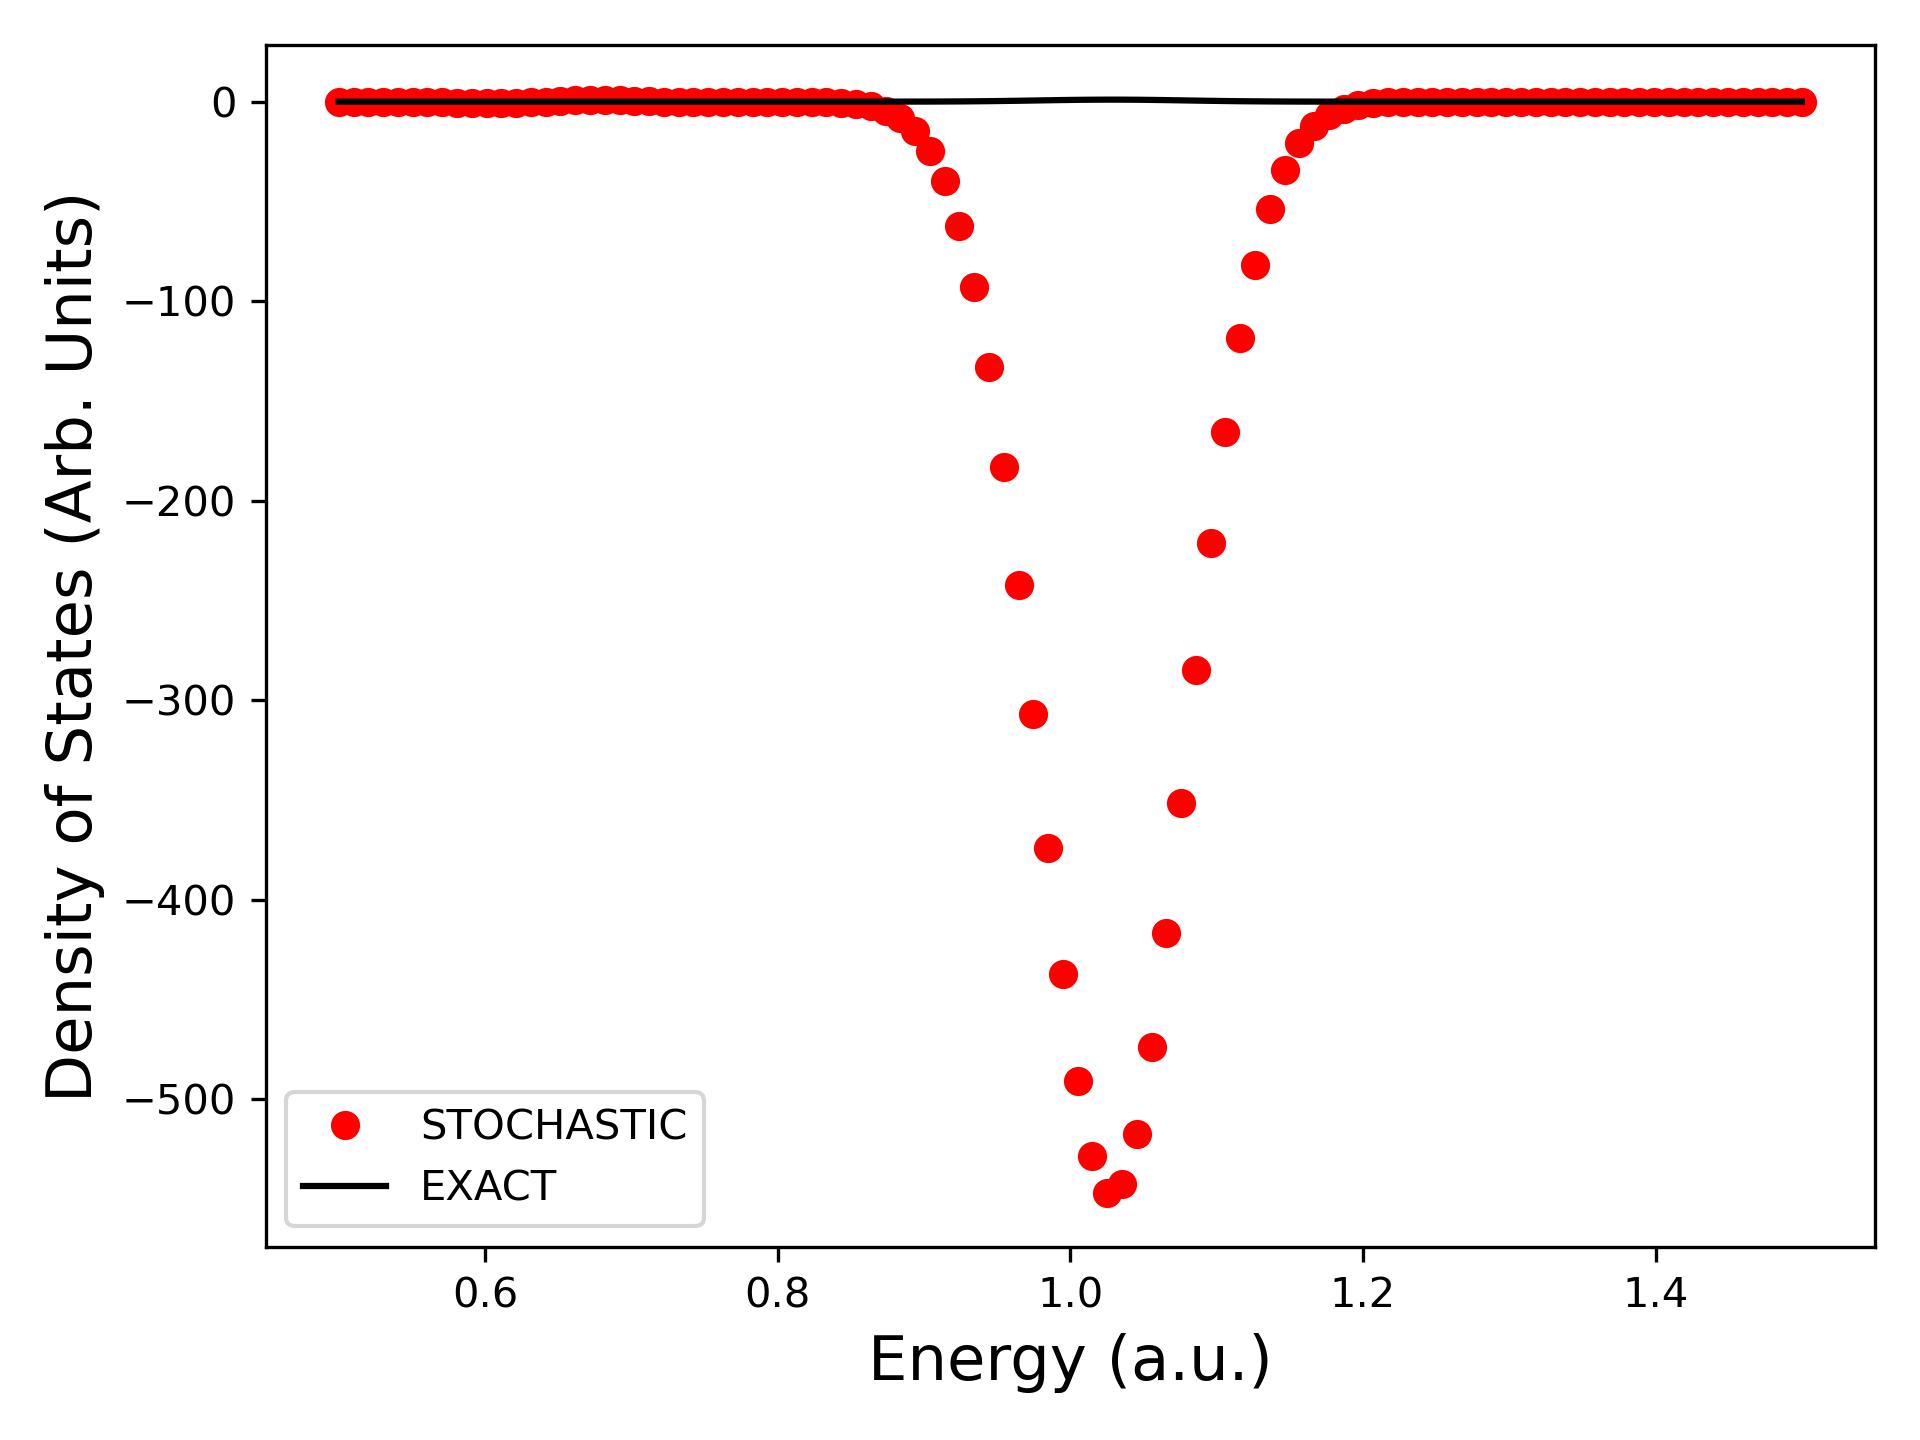 Density of States (Arb. Units)
0
−100
−200
−300
−400
−500
STOCHASTIC
EXACT
0.6 0.8 1.0 1.2 1.4
Energy (a.u.)